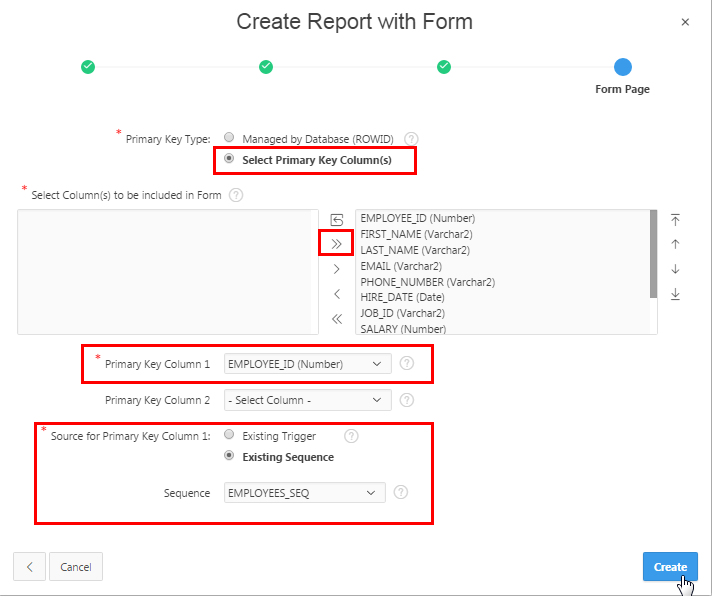 Create Report with Form
Form Page
* Primary Key Type: Managed by Database (ROWID) ?
Select Primary Key Column(s)
* Select Column(s) to be included in Form ?
EMPLOYEE_ID (Number)
FIRST_NAME (Varchar2)
LAST_NAME (Varchar2)
EMAIL (Varchar2)
PHONE_NUMBER (Varchar2)
HIRE_DATE (Date)
JOB_ID (Varchar2)
SALARY (Number)
* Primary Key Column 1 EMPLOYEE_ID (Number) ?
Primary Key Column 2 - Select Column - ?
* Source for Primary Key Column 1: Existing Trigger ?
Existing Sequence
Sequence EMPLOYEES_SEQ ?
Cancel Create